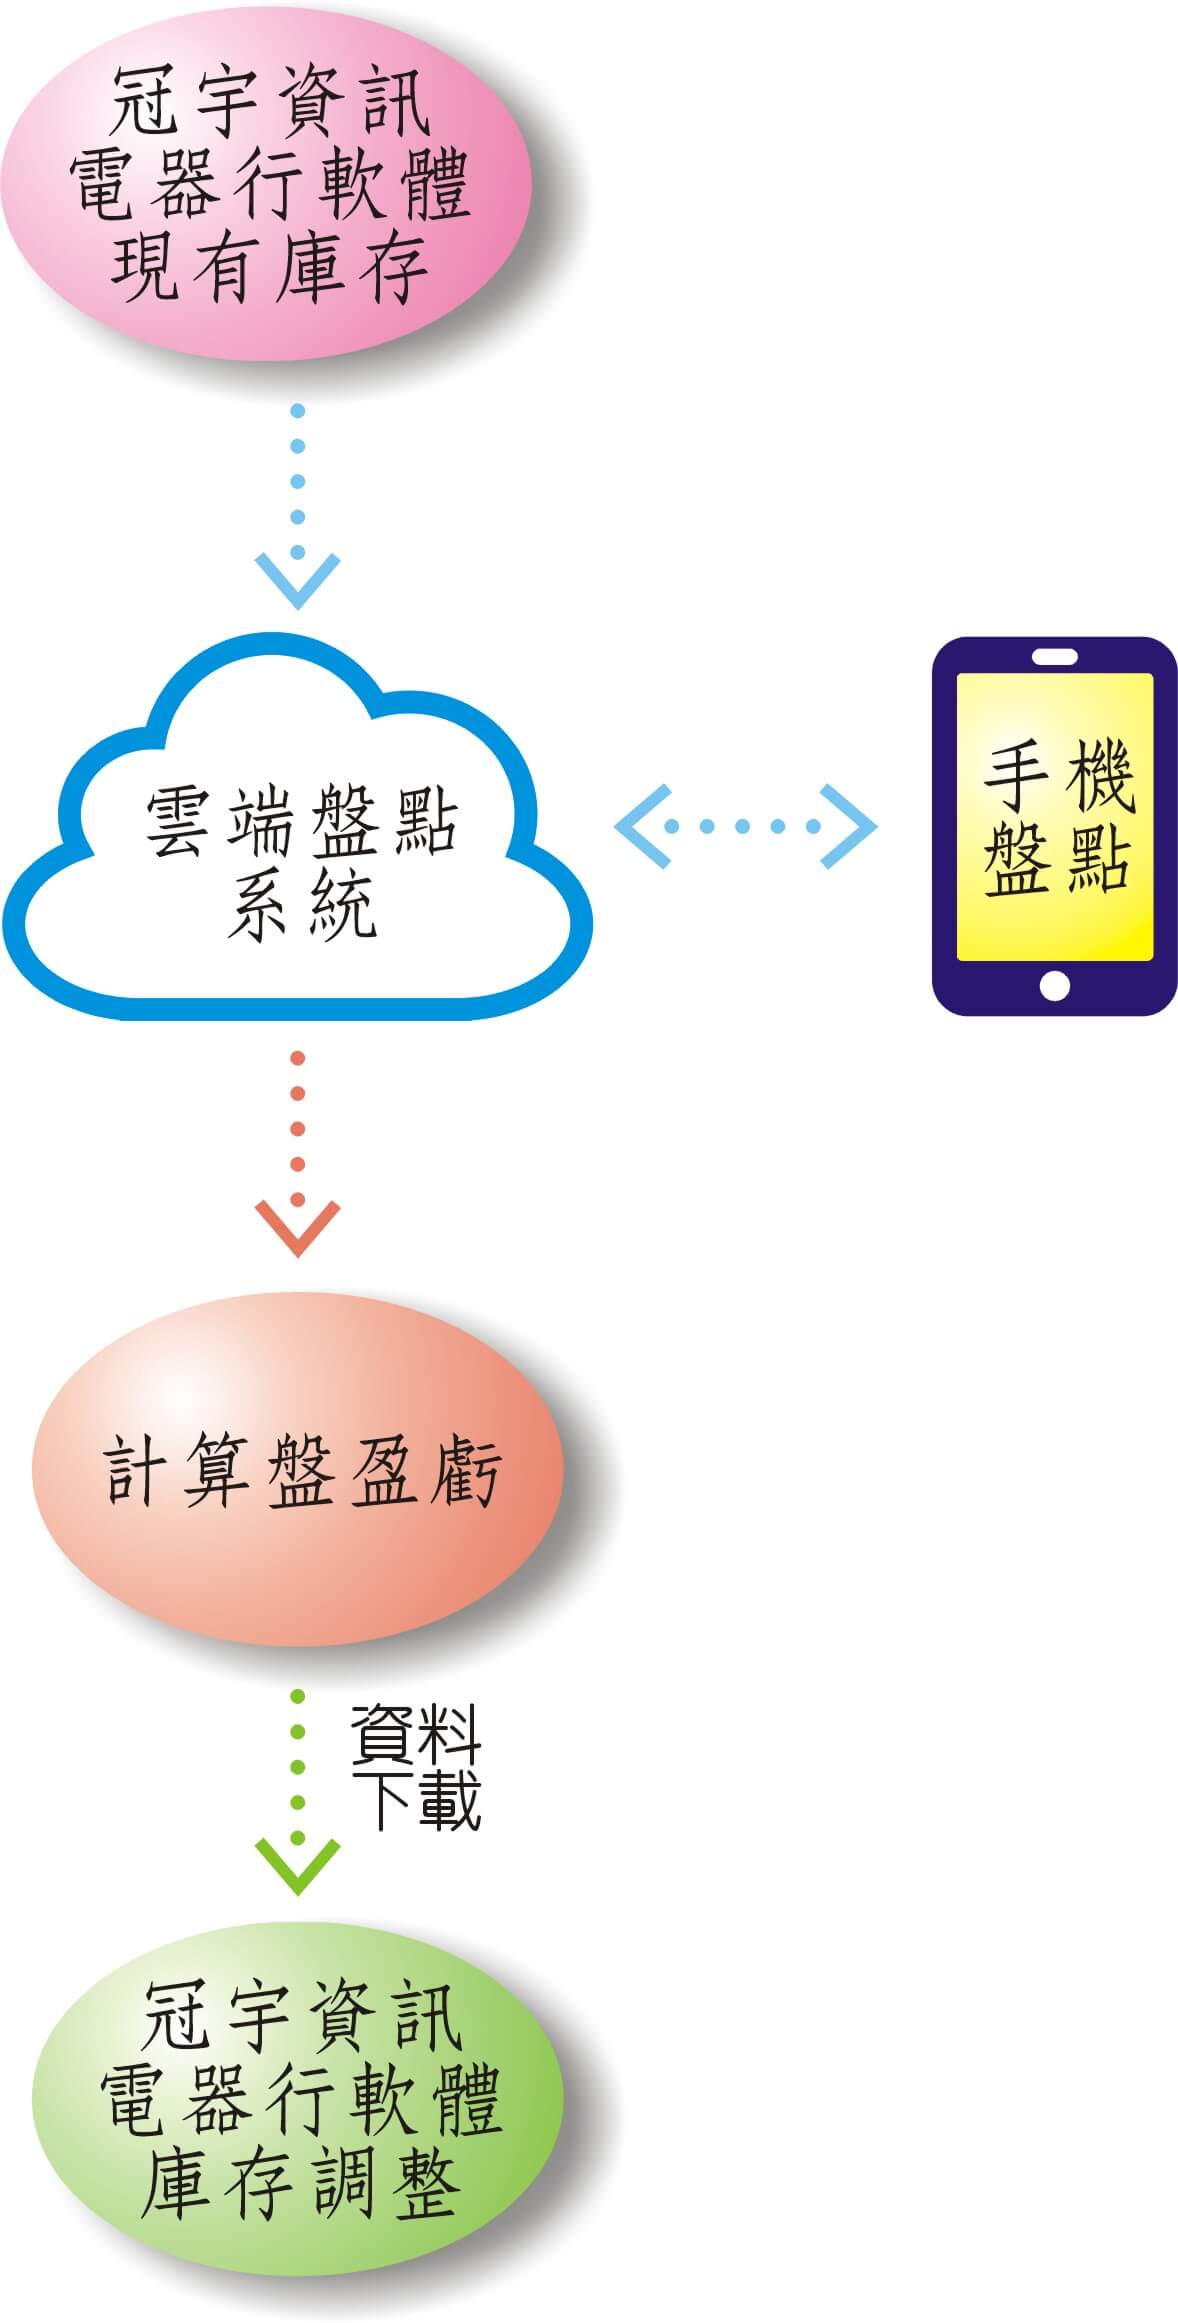 冠宇資訊
電器行軟體
現有庫存
雲端盤點
系統
手機
盤點
計算盤盈虧
資料
下載
冠宇資訊
電器行軟體
庫存調整